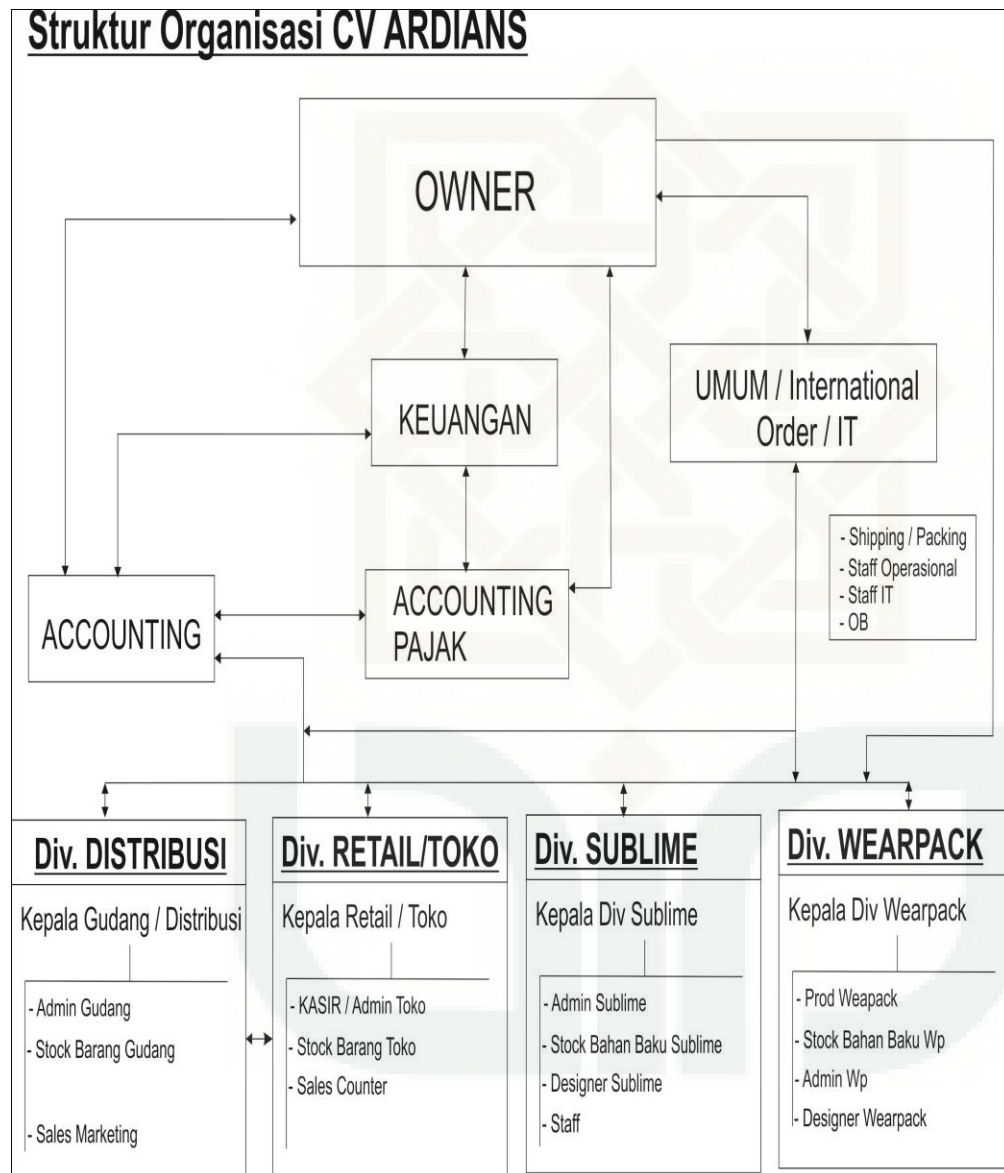 Struktur Organisasi CV ARDIANS
OWNER
KEUANGAN
UMUM / International
Order / IT
- Shipping / Packing
- Staff Operasional
- Staff IT
- OB
ACCOUNTING
ACCOUNTING
PAJAK
Div. DISTRIBUSI
Kepala Gudang / Distribusi
- Admin Gudang
- Stock Barang Gudang
- Sales Marketing
Div. RETAIL/TOKO
Kepala Retail / Toko
- KASIR / Admin Toko
- Stock Barang Toko
- Sales Counter
Div. SUBLIME
Kepala Div Sublime
- Admin Sublime
- Stock Bahan Baku Sublime
- Designer Sublime
- Staff
Div. WEARPACK
Kepala Div Wearpack
- Prod Weapack
- Stock Bahan Baku Wp
- Admin Wp
- Designer Wearpack